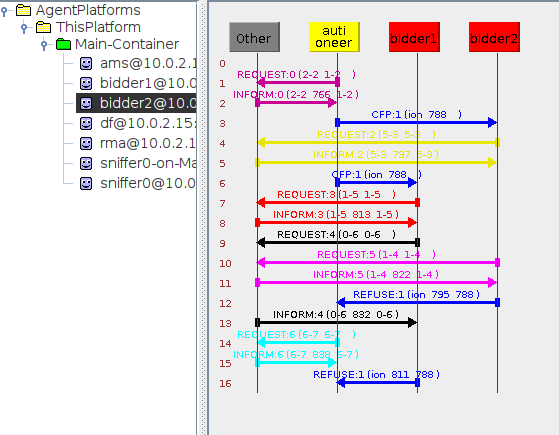 AgentPlatforms
ThisPlatform
Main-Container
ams@10.0.2.1
bidder1@10.0
bidder2@10.0
df@10.0.2.15:
rma@10.0.2.1
sniffer0-on-Ma
sniffer0@10.0
Other
aucti
oneer
bidder1
bidder2
0
1 REQUEST:0 (2-2 1-2 )
2 INFORM:0 (2-2 766 1-2 )
3 CFP:1 (ion 788 )
4 REQUEST:2 (5-3 5-3 )
5 INFORM:2 (5-3 797 5-3 )
6 CFP:1 (ion 788 )
7 REQUEST:3 (1-5 1-5 )
8 INFORM:3 (1-5 813 1-5 )
9 REQUEST:4 (0-6 0-6 )
10 REQUEST:5 (1-4 1-4 )
11 INFORM:5 (1-4 822 1-4 )
12 REFUSE:1 (ion 795 788 )
13 INFORM:4 (0-6 832 0-6 )
14 REQUEST:6 (6-7 6-7 )
15 INFORM:6 (6-7 838 6-7 )
16 REFUSE:1 (ion 811 788 )